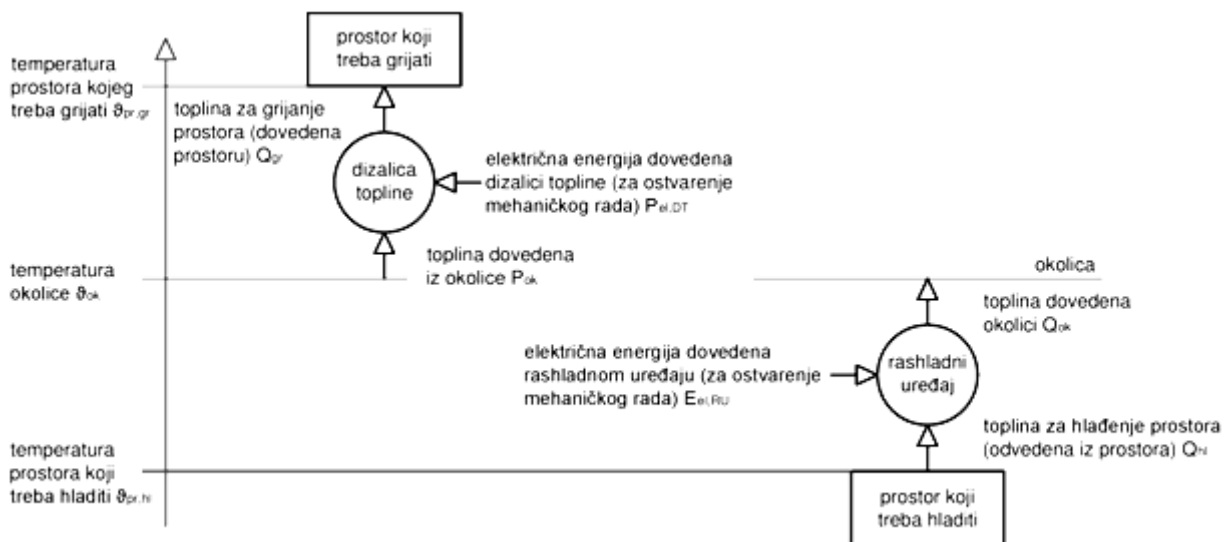 prostor koji
treba grijati
temperatura
prostora kojeg
treba grijati ϑpr,gr
toplina za grijanje
prostora (dovedena
prostoru) Qgr
dizalica
topline
električna energija dovedena
dizalici topline (za ostvarenje
mehaničkog rada) Pel,DT
toplina dovedena
iz okolice Pok
temperatura
okolice ϑok
okolica
toplina dovedena
okolici Qok
električna energija dovedena
rashladnom uređaju (za ostvarenje
mehaničkog rada) Eel,RU
rashladni
uređaj
toplina za hlađenje prostora
(odvedena iz prostora) Qhl
temperatura
prostora koji
treba hladiti ϑpr,hl
prostor koji
treba hladiti